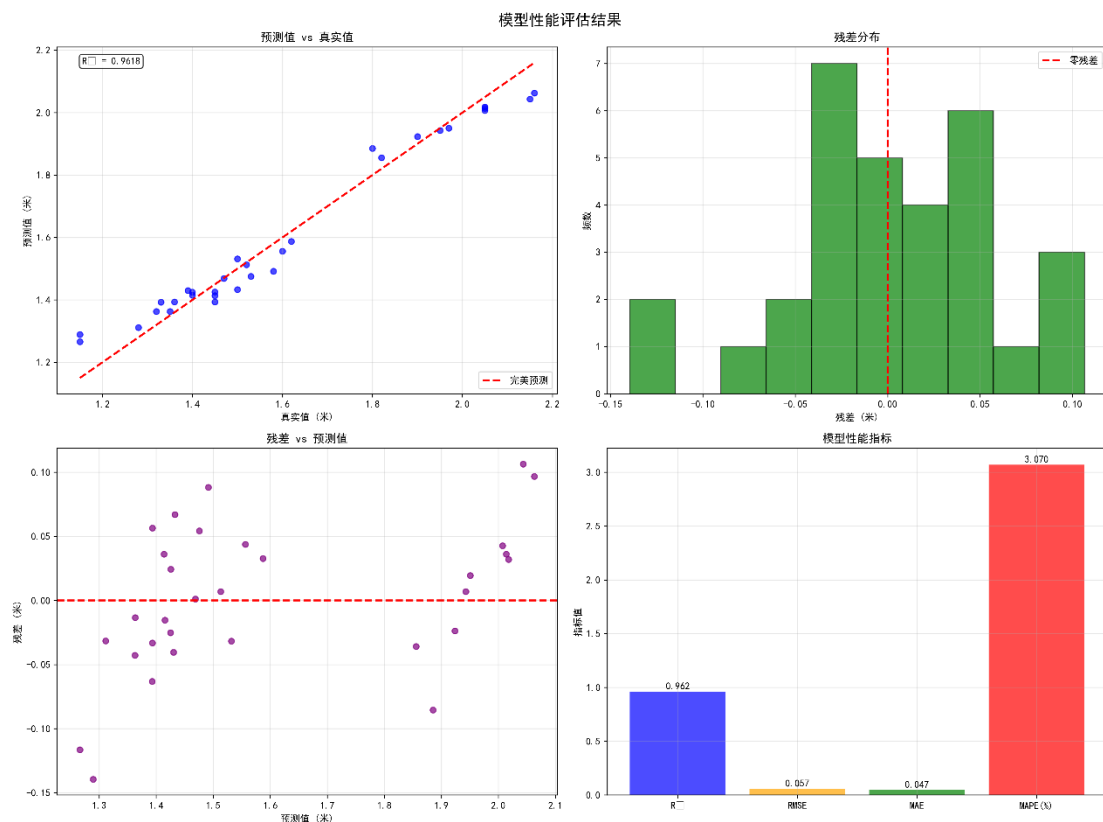 模型性能评估结果
预测值 vs 真实值
R□ = 0.9618
2.2
2.0
1.8
1.6
1.4
1.2
预测值 (米)
完美预测
1.2 1.4 1.6 1.8 2.0 2.2
真实值 (米)
残差分布
零残差
7
6
5
4
3
2
1
0
频数
-0.15 -0.10 -0.05 0.00 0.05 0.10
残差 (米)
残差 vs 预测值
0.10
0.05
0.00
-0.05
-0.10
-0.15
残差 (米)
1.3 1.4 1.5 1.6 1.7 1.8 1.9 2.0 2.1
预测值 (米)
模型性能指标
3.0
2.5
2.0
1.5
1.0
0.5
0.0
指标值
0.962
0.057
0.047
3.070
R□ RMSE MAE MAPE(%)